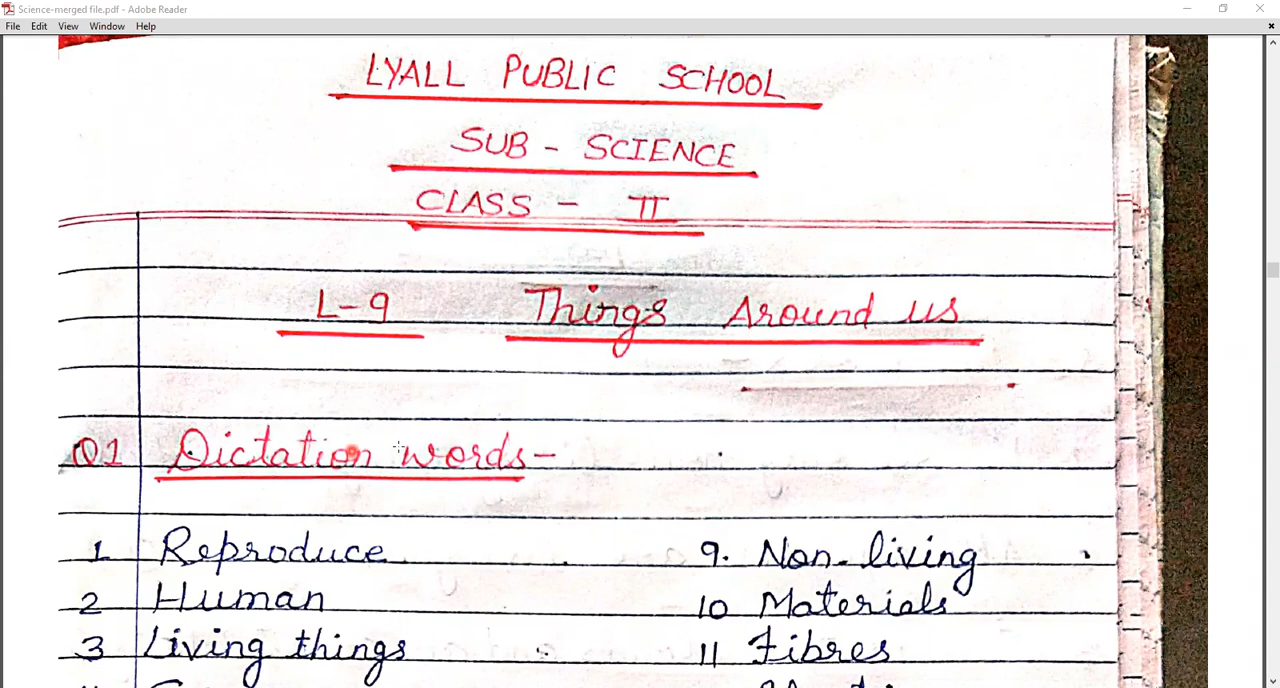 Science-merged file.pdf - Adobe Reader
File Edit View Window Help
LYALL PUBLIC SCHOOL
SUB - SCIENCE
CLASS - II
L-9 Things Around us
Q1 Dictation words-
1 Reproduce
2 Human
3 Living things
9. Non-living
10 Materials
11 Fibres